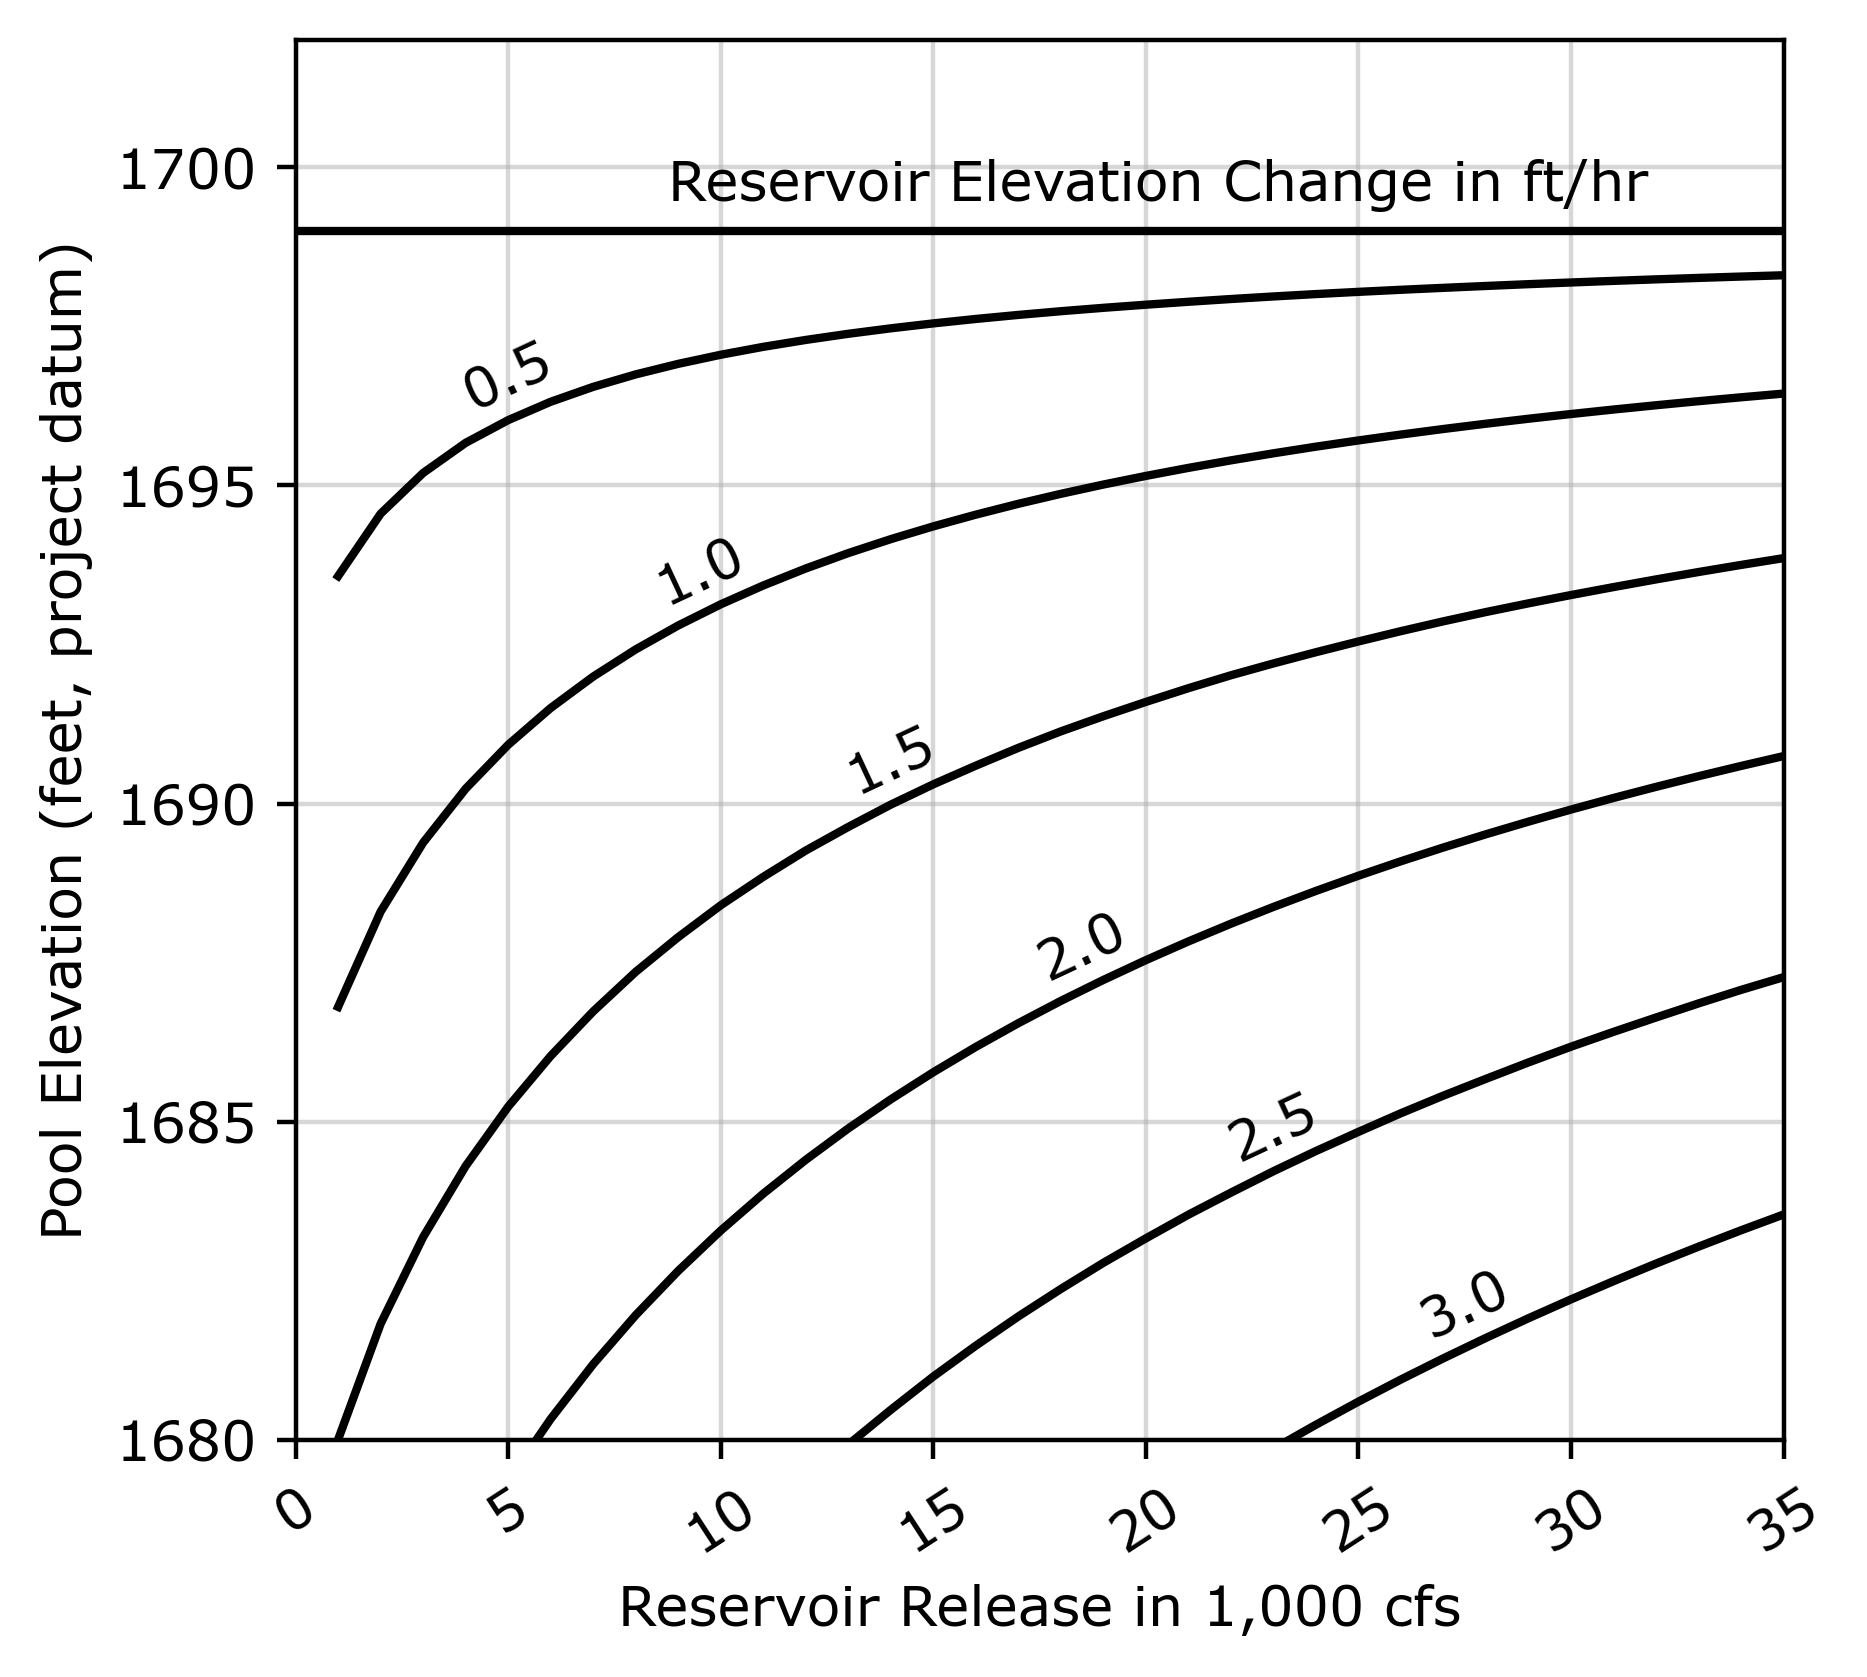 1700
Reservoir Elevation Change in ft/hr
0.5
1695
1.0
1.5
1690
2.0
2.5
1685
3.0
1680
0 5 10 15 20 25 30 35
Reservoir Release in 1,000 cfs
Pool Elevation (feet, project datum)